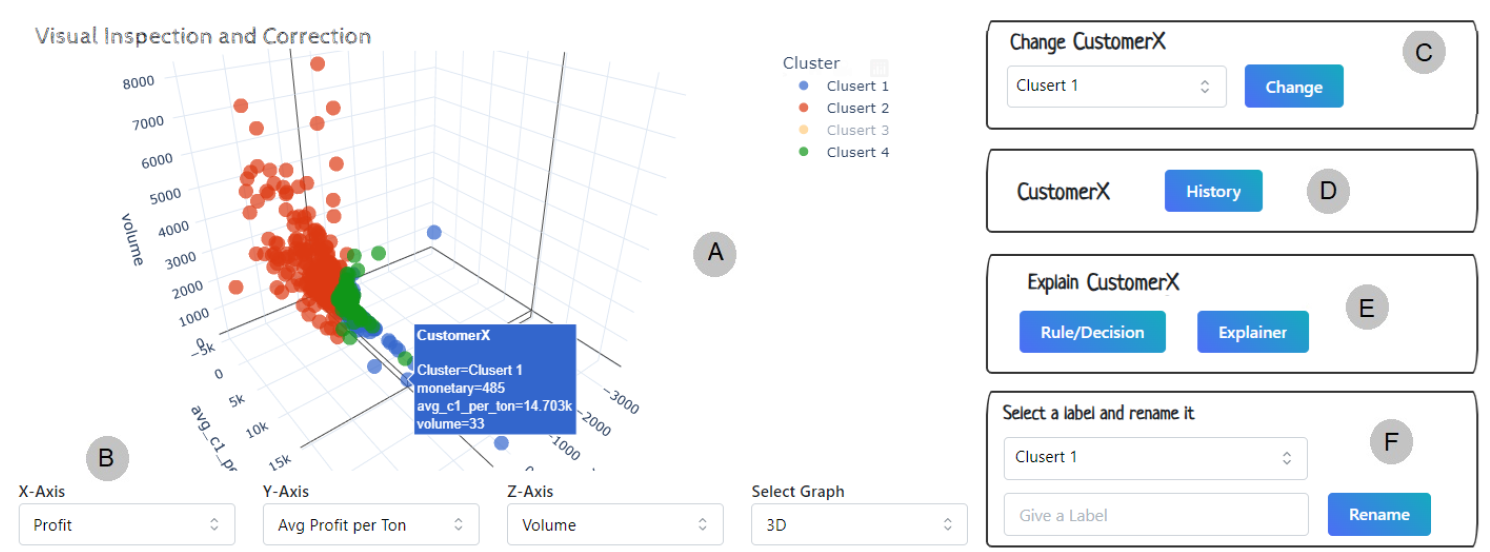 Visual Inspection and Correction
8000
7000
6000
5000
4000
3000
2000
1000
0
volume
−5k
0
5k
10k
15k
avg_c1_pe
−3000
−2000
−1000
0
Cluster
Clusert 1
Clusert 2
Clusert 3
Clusert 4
CustomerX
Cluster=Clusert 1
monetary=485
avg_c1_per_ton=14.703k
volume=33
A
B
X-Axis
Profit
Y-Axis
Avg Profit per Ton
Z-Axis
Volume
Select Graph
3D
Change CustomerX
C
Clusert 1
Change
CustomerX
History
D
Explain CustomerX
E
Rule/Decision
Explainer
Select a label and rename it
F
Clusert 1
Give a Label
Rename